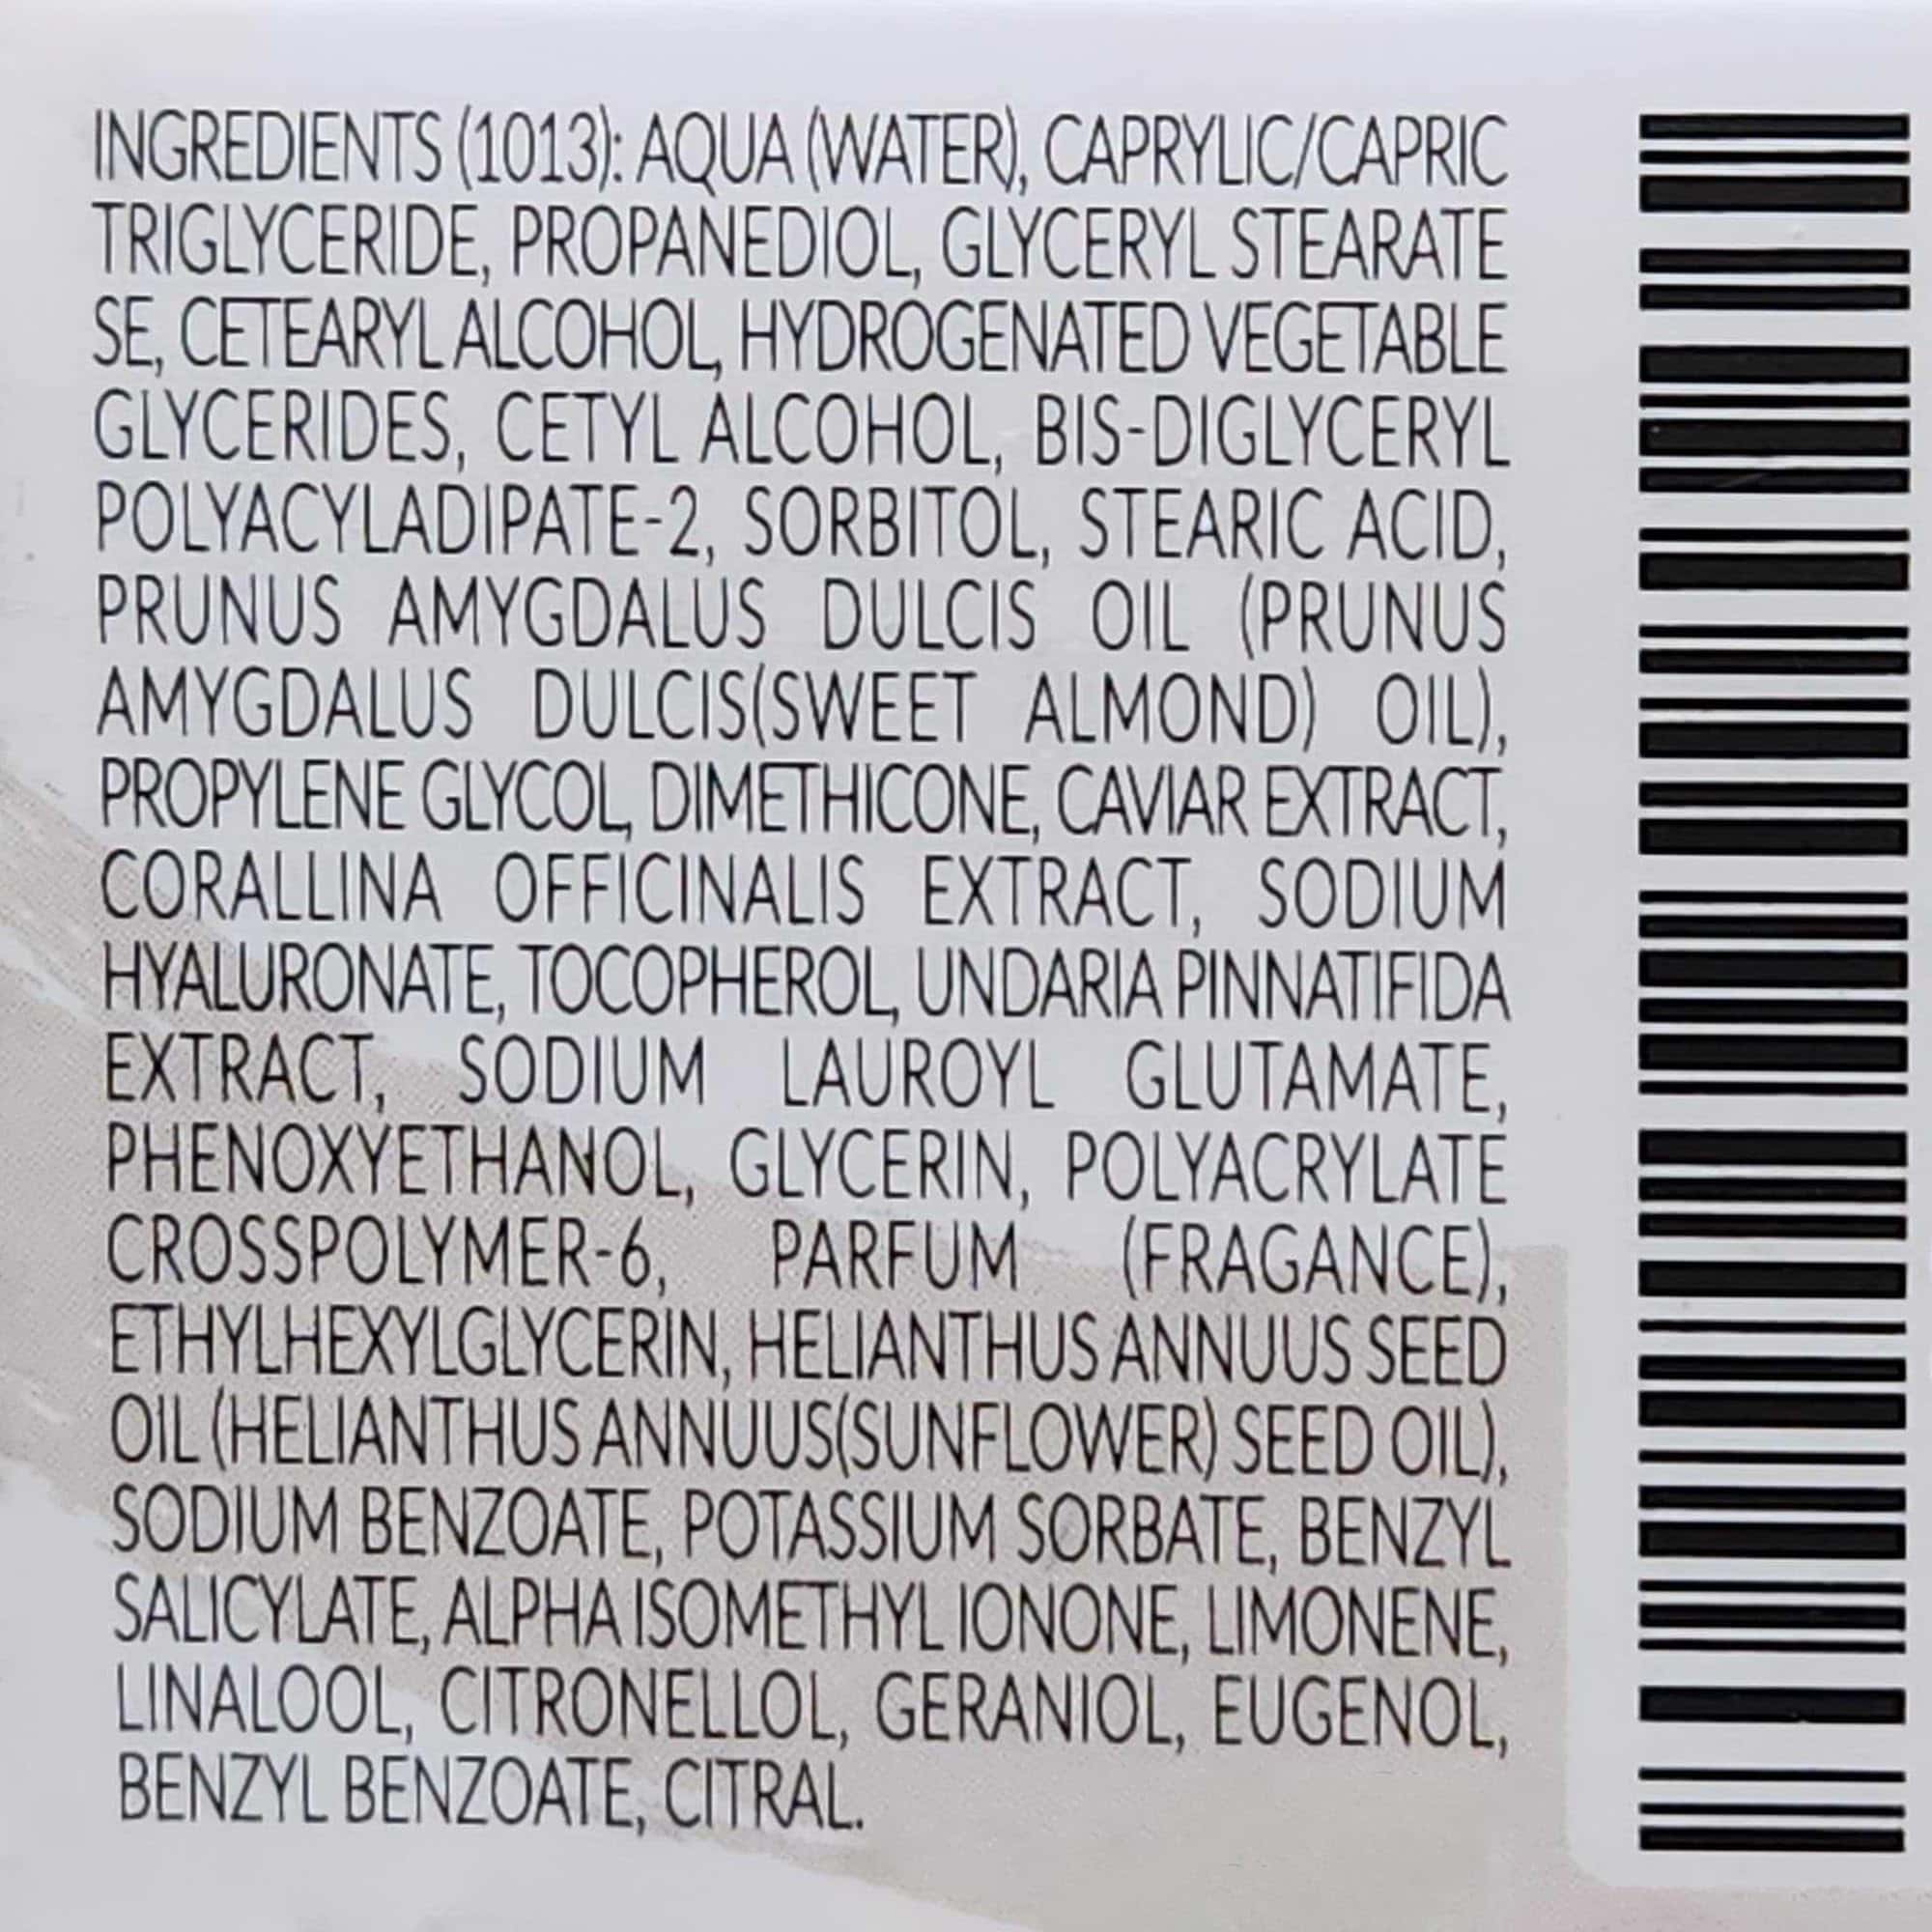 INGREDIENTS (1013): AQUA (WATER), CAPRYLIC/CAPRIC
TRIGLYCERIDE, PROPANEDIOL, GLYCERYL STEARATE
SE, CETEARYL ALCOHOL, HYDROGENATED VEGETABLE
GLYCERIDES, CETYL ALCOHOL, BIS-DIGLYCERYL
POLYACYLADIPATE-2, SORBITOL, STEARIC ACID,
PRUNUS AMYGDALUS DULCIS OIL (PRUNUS
AMYGDALUS DULCIS(SWEET ALMOND) OIL),
PROPYLENE GLYCOL, DIMETHICONE, CAVIAR EXTRACT,
CORALLINA OFFICINALIS EXTRACT, SODIUM
HYALURONATE, TOCOPHEROL, UNDARIA PINNATIFIDA
EXTRACT, SODIUM LAUROYL GLUTAMATE,
PHENOXYETHANOL, GLYCERIN, POLYACRYLATE
CROSSPOLYMER-6, PARFUM (FRAGANCE),
ETHYLHEXYLGLYCERIN, HELIANTHUS ANNUUS SEED
OIL (HELIANTHUS ANNUUS(SUNFLOWER) SEED OIL),
SODIUM BENZOATE, POTASSIUM SORBATE, BENZYL
SALICYLATE, ALPHA ISOMETHYL IONONE, LIMONENE,
LINALOOL, CITRONELLOL, GERANIOL, EUGENOL,
BENZYL BENZOATE, CITRAL.